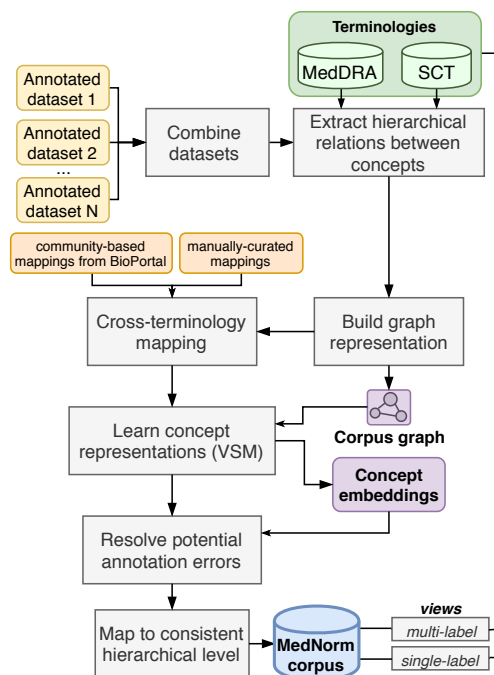 Terminologies
MedDRA
SCT
Annotated
dataset 1
Annotated
dataset 2
...
Annotated
dataset N
Combine
datasets
Extract hierarchical
relations between
concepts
community-based
mappings from BioPortal
manually-curated
mappings
Cross-terminology
mapping
Build graph
representation
Corpus graph
Learn concept
representations (VSM)
Concept
embeddings
Resolve potential
annotation errors
Map to consistent
hierarchical level
MedNorm
corpus
views
multi-label
single-label